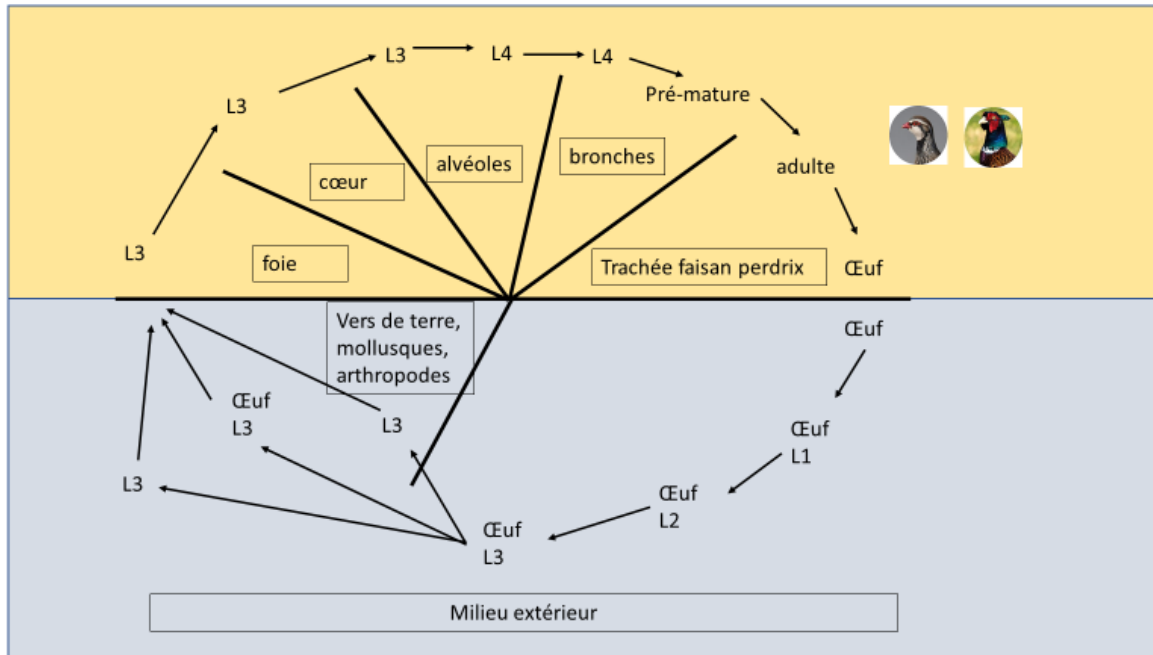 L3
L4
L4
L3
Pré-mature
alvéoles
bronches
adulte
cœur
L3
foie
Trachée faisan perdrix
Œuf
Vers de terre,
mollusques,
arthropodes
Œuf
Œuf
L3
L3
Œuf
L1
L3
Œuf
L2
Œuf
L3
Milieu extérieur